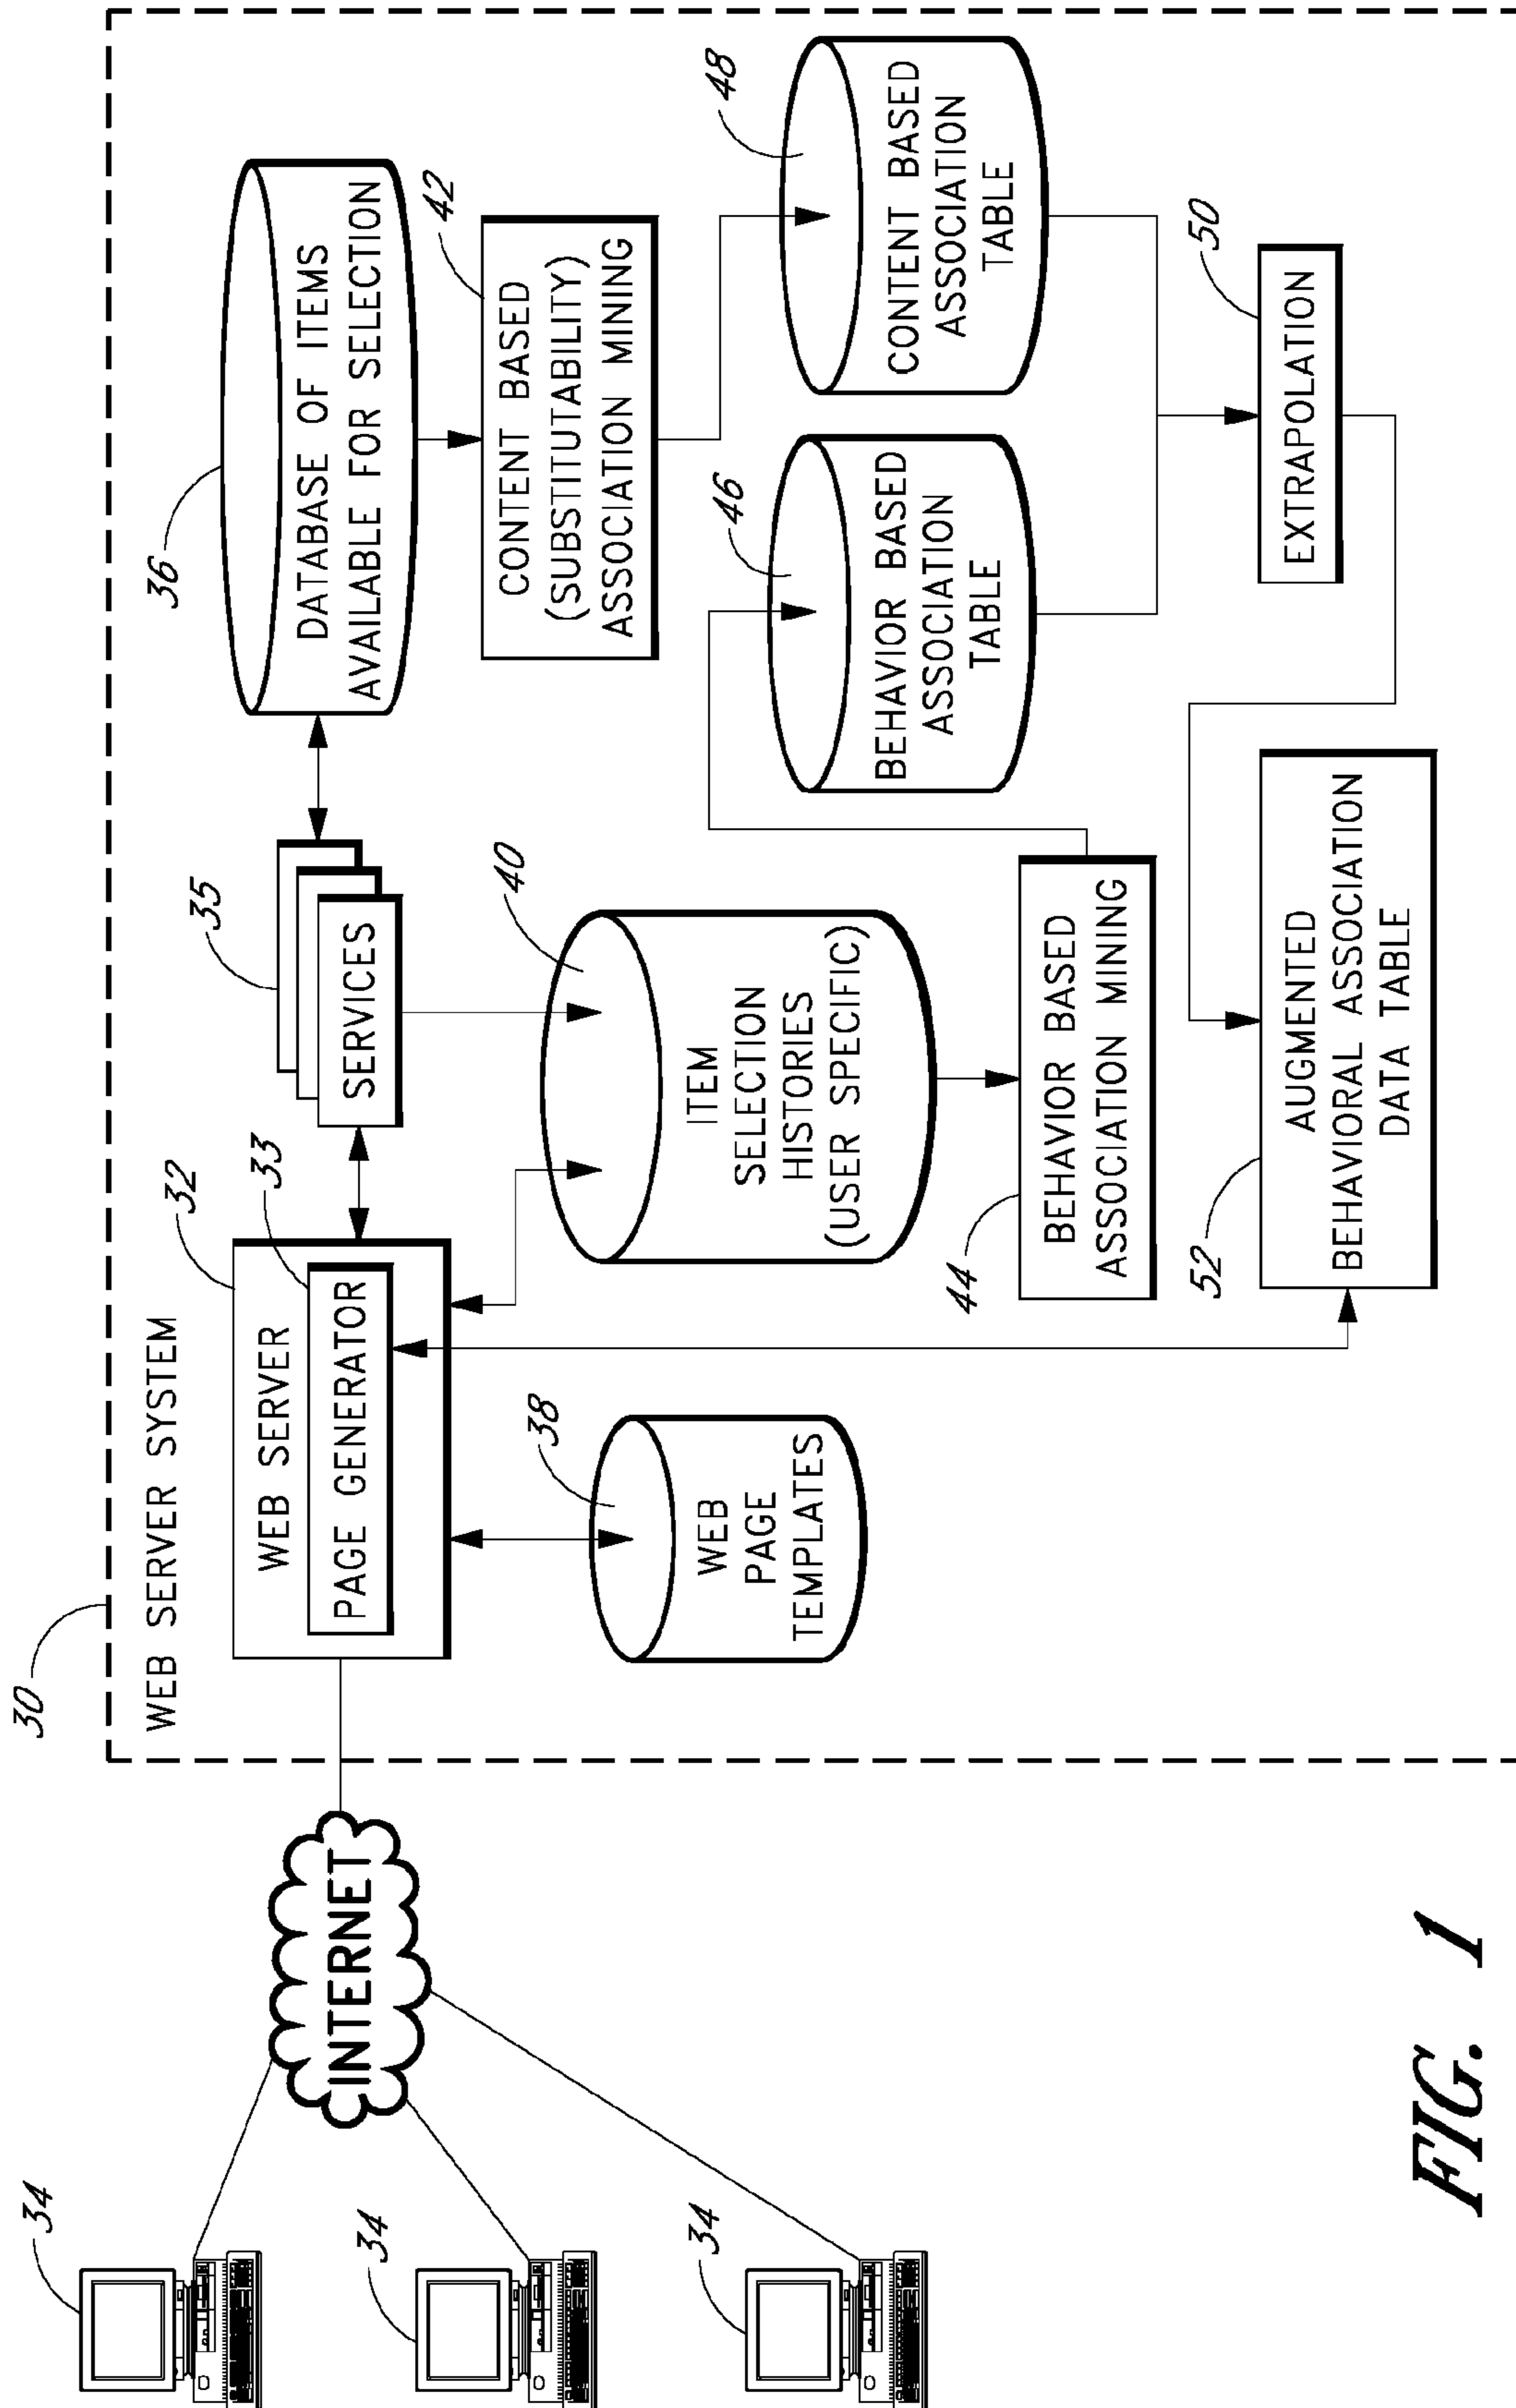 30
WEB SERVER SYSTEM
34
34
34
INTERNET
32
WEB SERVER
33
PAGE GENERATOR
38
WEB
PAGE
TEMPLATES
35
SERVICES
36
DATABASE OF ITEMS
AVAILABLE FOR SELECTION
40
ITEM
SELECTION
HISTORIES
(USER SPECIFIC)
42
CONTENT BASED
(SUBSTITUTABILITY)
ASSOCIATION MINING
44
BEHAVIOR BASED
ASSOCIATION MINING
46
BEHAVIOR BASED
ASSOCIATION
TABLE
48
CONTENT BASED
ASSOCIATION
TABLE
50
EXTRAPOLATION
52
AUGMENTED
BEHAVIORAL ASSOCIATION
DATA TABLE
FIG. 1